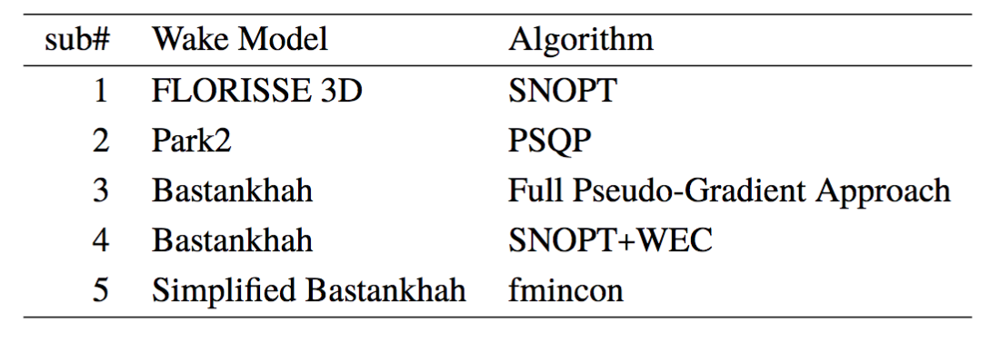 sub# Wake Model Algorithm
1 FLORISSE 3D SNOPT
2 Park2 PSQP
3 Bastankhah Full Pseudo-Gradient Approach
4 Bastankhah SNOPT+WEC
5 Simplified Bastankhah fmincon